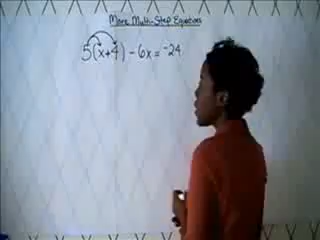 More Multi-Step Equations
5(x+4) - 6x = -24